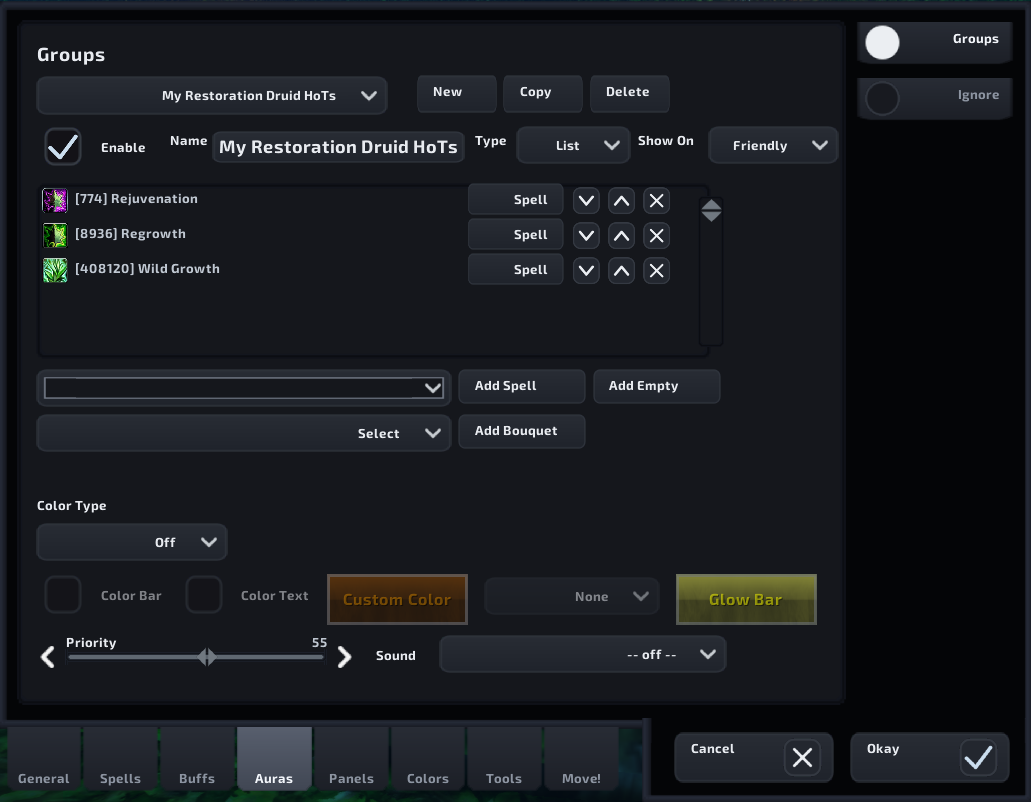 Groups
My Restoration Druid HoTs
New
Copy
Delete
Enable
Name
My Restoration Druid HoTs
Type
List
Show On
Friendly
[774] Rejuvenation
Spell
[8936] Regrowth
Spell
[408120] Wild Growth
Spell
Add Spell
Add Empty
Select
Add Bouquet
Color Type
Off
Color Bar
Color Text
Custom Color
None
Glow Bar
Priority
55
Sound
-- off --
Groups
Ignore
General
Spells
Buffs
Auras
Panels
Colors
Tools
Move!
Cancel
Okay